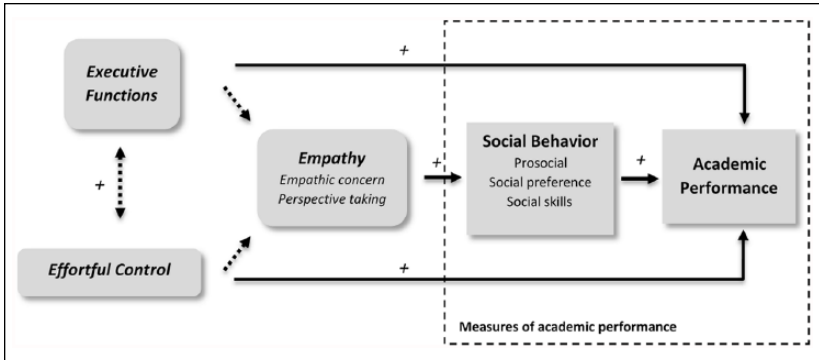 +
Executive
Functions
Empathy
Empathic concern
Perspective taking
+
Social Behavior
Prosocial
Social preference
Social skills
+
Academic
Performance
+
Effortful Control
+
Measures of academic performance